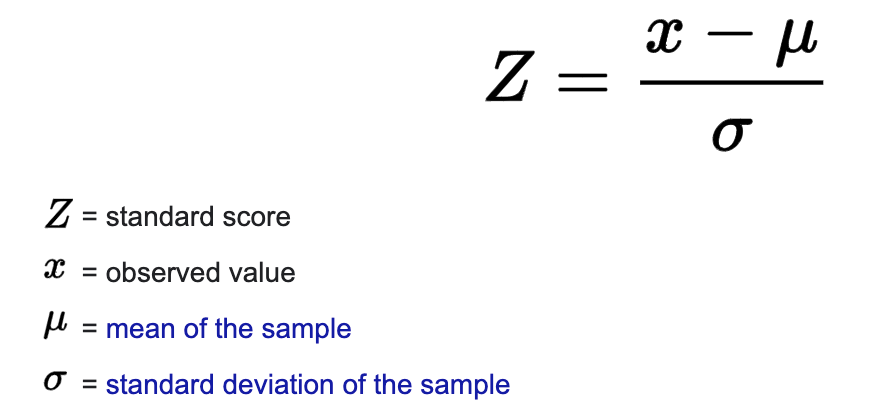 Z = x − μ / σ
Z = standard score
x = observed value
μ = mean of the sample
σ = standard deviation of the sample